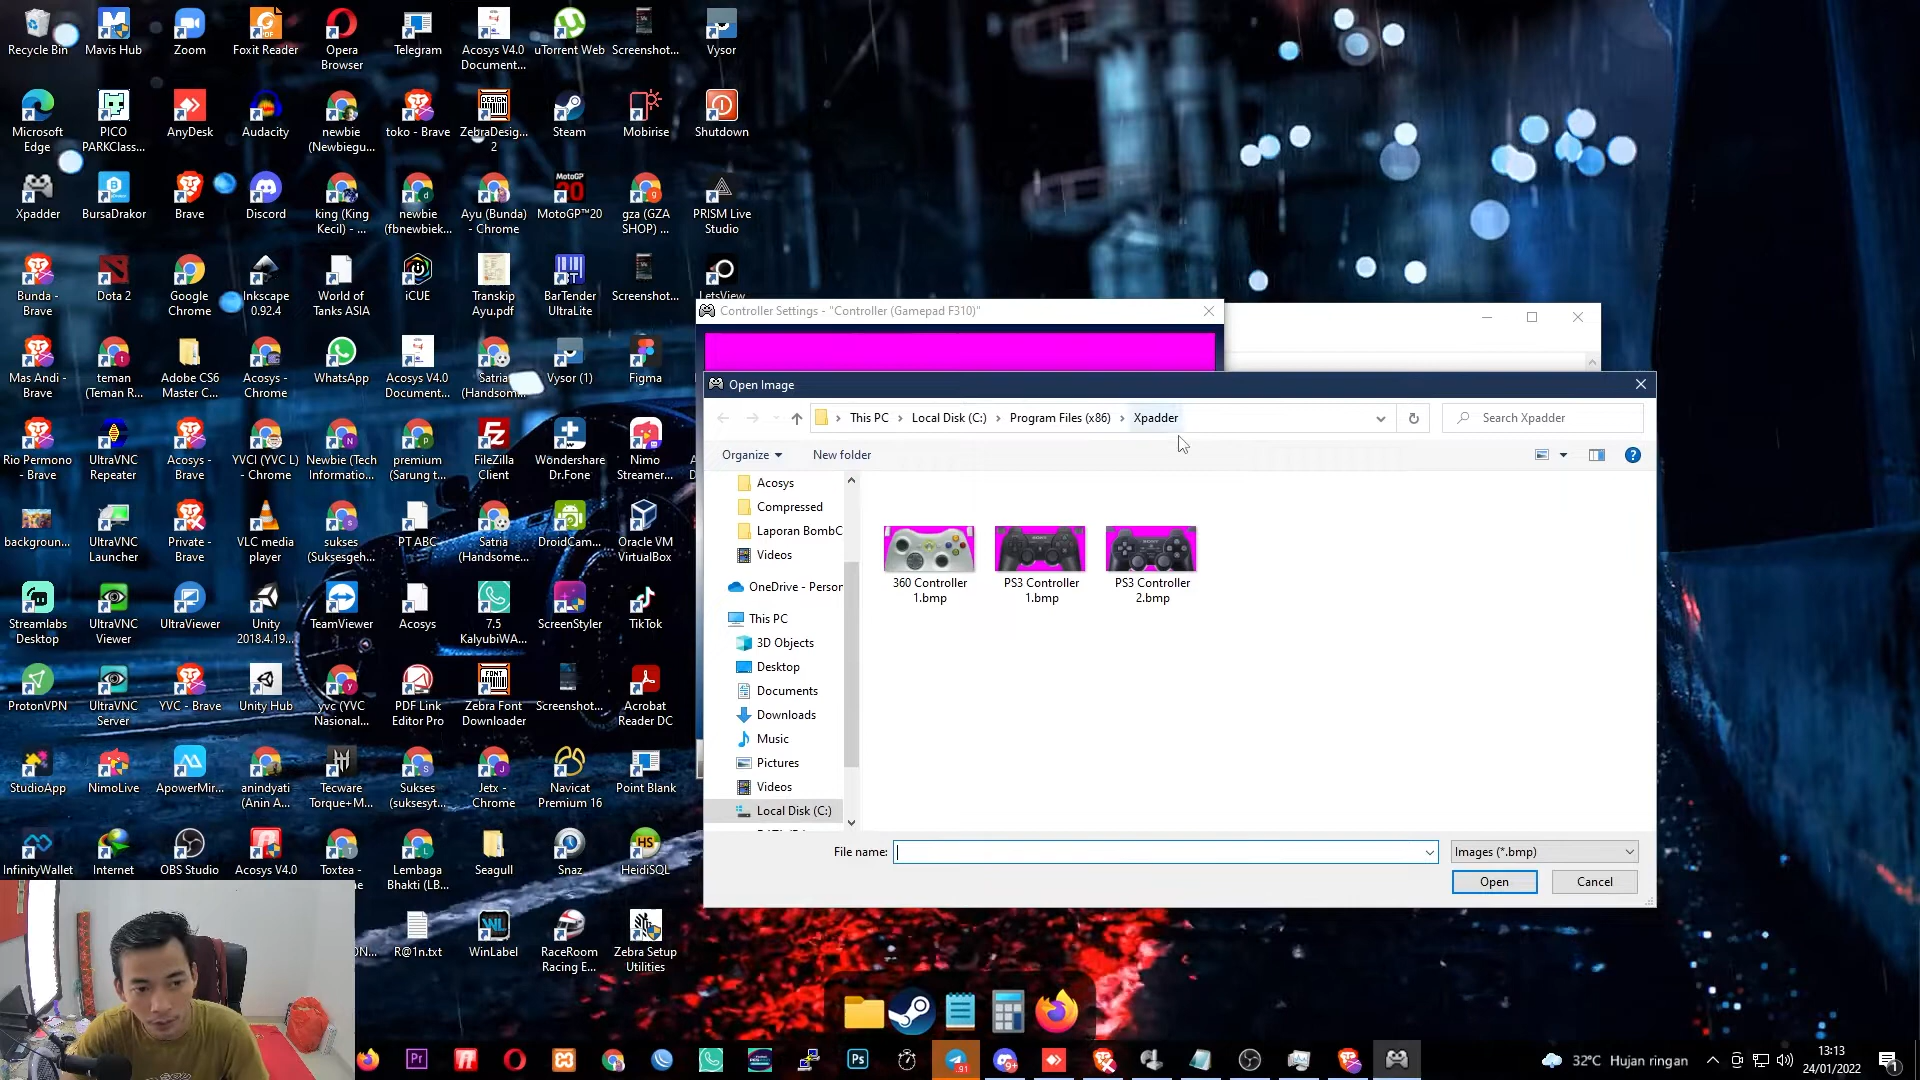 Recycle Bin
Mavis Hub
Zoom
Foxit Reader
Opera
Browser
Telegram
Acosys V4.0
Document...
uTorrent Web
Screenshot...
Vysor
Microsoft
Edge
PICO
PARKClass...
AnyDesk
Audacity
newbie
(Newbiegu...
toko - Brave
DESIGN
ZebraDesig...
2
Steam
Mobirise
Shutdown
Xpadder
BursaDrakor
Brave
Discord
king (King
Kecil) - ...
newbie
(fbnewbiek...
Ayu (Bunda)
- Chrome
MotoGP
20
MotoGP™20
gza (GZA
SHOP) ...
PRISM Live
Studio
Bunda -
Brave
Dota 2
Google
Chrome
Inkscape
0.92.4
World of
Tanks ASIA
iCUE
Transkip
Ayu.pdf
BarTender
UltraLite
Screenshot...
LetsView
Mas Andi -
Brave
teman
(Teman R...
Adobe CS6
Master C...
Acosys -
Chrome
WhatsApp
Acosys V4.0
Document...
Satria
(Handsom...
Vysor (1)
Figma
Rio Permono
- Brave
UltraVNC
Repeater
Acosys -
Brave
YVCI (YVC L)
- Chrome
Newbie (Tech
Informatio...
premium
(Sarung t...
FileZilla
Client
Wondershare
Dr.Fone
Nimo
Streamer...
backgroun...
UltraVNC
Launcher
Private -
Brave
VLC media
player
sukses
(Suksesgeh...
PT ABC
Satria
(Handsome...
DroidCam...
Oracle VM
VirtualBox
Streamlabs
Desktop
UltraVNC
Viewer
UltraViewer
Unity
2018.4.19...
TeamViewer
Acosys
7.5
KalyubiWA...
ScreenStyler
TikTok
ProtonVPN
UltraVNC
Server
YVC - Brave
Unity Hub
yvc (YVC
Nasional...
PDF Link
Editor Pro
FONT
Zebra Font
Downloader
Screenshot...
Acrobat
Reader DC
StudioApp
NimoLive
ApowerMir...
anindyati
(Anin A...
Tecware
Torque+M...
Sukses
(suksesyt...
Jetx -
Chrome
Navicat
Premium 16
Point Blank
InfinityWallet
Internet
OBS Studio
Acosys V4.0
Toxtea -
Lembaga
Bhakti (LB...
Seagull
Snaz
HeidiSQL
R@1n.txt
WinLabel
RaceRoom
Racing E...
Zebra Setup
Utilities
Controller Settings - "Controller (Gamepad F310)"
Open Image
This PC
Local Disk (C:)
Program Files (x86)
Xpadder
Search Xpadder
Organize
New folder
Acosys
Compressed
Laporan BombC
Videos
OneDrive - Person
This PC
3D Objects
Desktop
Documents
Downloads
Music
Pictures
Videos
Local Disk (C:)
360 Controller
1.bmp
PS3 Controller
1.bmp
PS3 Controller
2.bmp
File name:
Images (*.bmp)
Open
Cancel
32°C Hujan ringan
13:13
24/01/2022